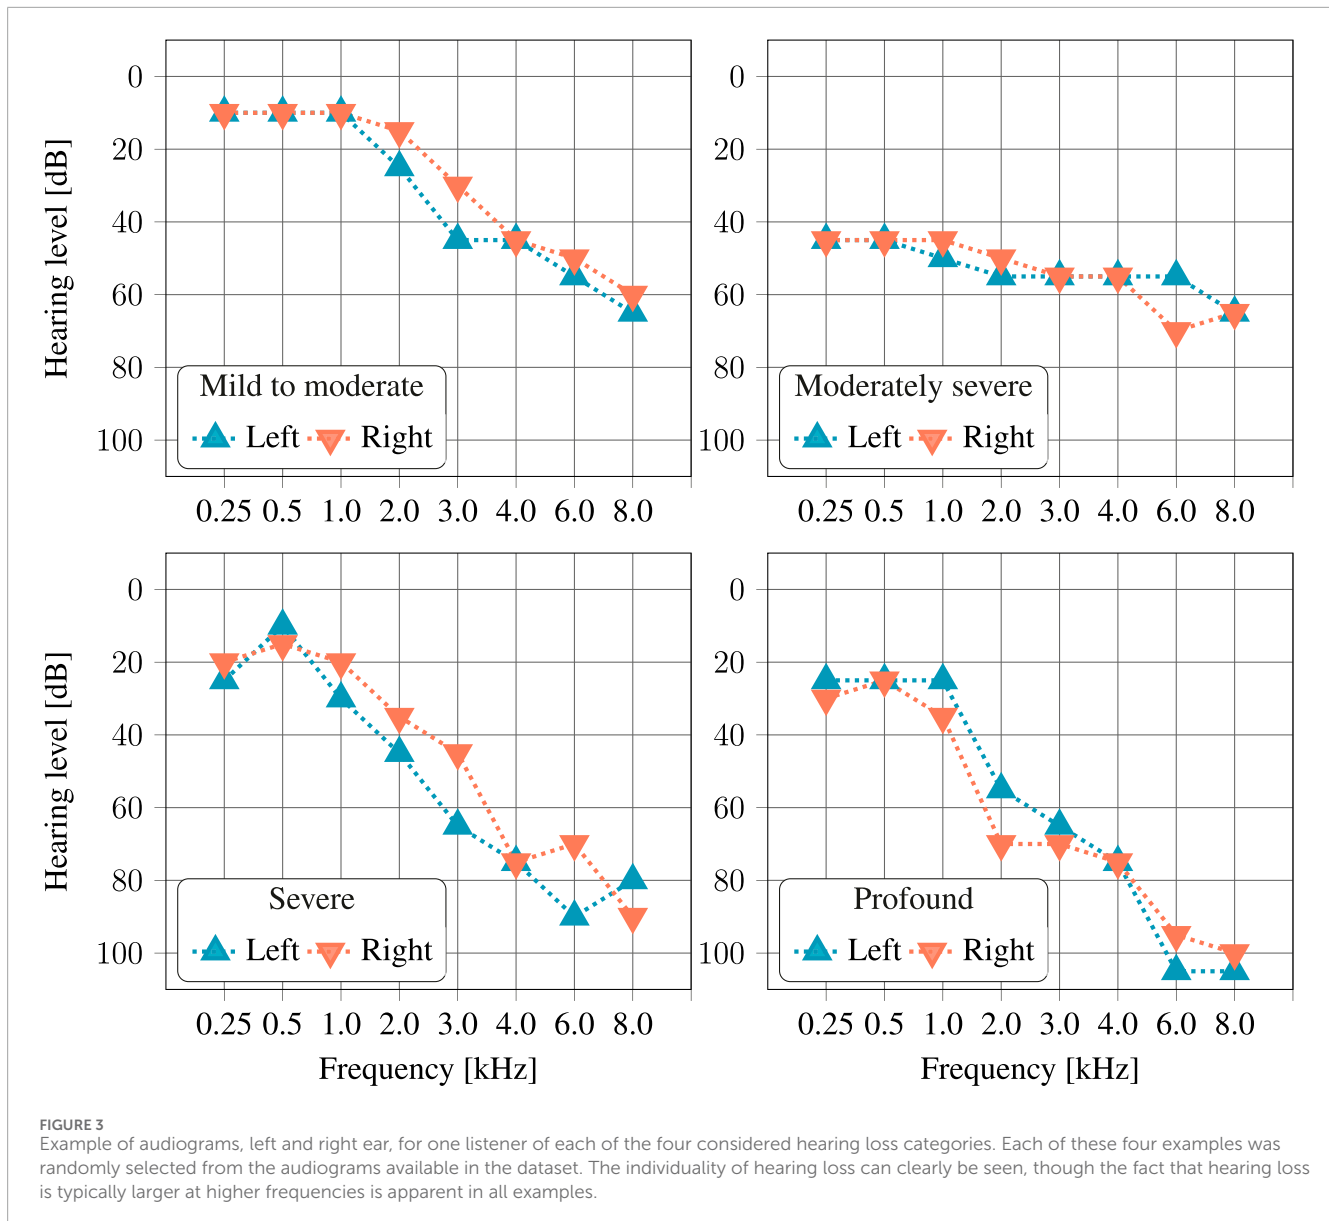 0
20
40
60
80
100
Hearing level [dB]
Mild to moderate
Left Right
0.25 0.5 1.0 2.0 3.0 4.0 6.0 8.0
0
20
40
60
80
100
Moderately severe
Left Right
0.25 0.5 1.0 2.0 3.0 4.0 6.0 8.0
0
20
40
60
80
100
Hearing level [dB]
Severe
Left Right
0.25 0.5 1.0 2.0 3.0 4.0 6.0 8.0
Frequency [kHz]
0
20
40
60
80
100
Profound
Left Right
0.25 0.5 1.0 2.0 3.0 4.0 6.0 8.0
Frequency [kHz]
FIGURE 3
Example of audiograms, left and right ear, for one listener of each of the four considered hearing loss categories. Each of these four examples was
randomly selected from the audiograms available in the dataset. The individuality of hearing loss can clearly be seen, though the fact that hearing loss
is typically larger at higher frequencies is apparent in all examples.